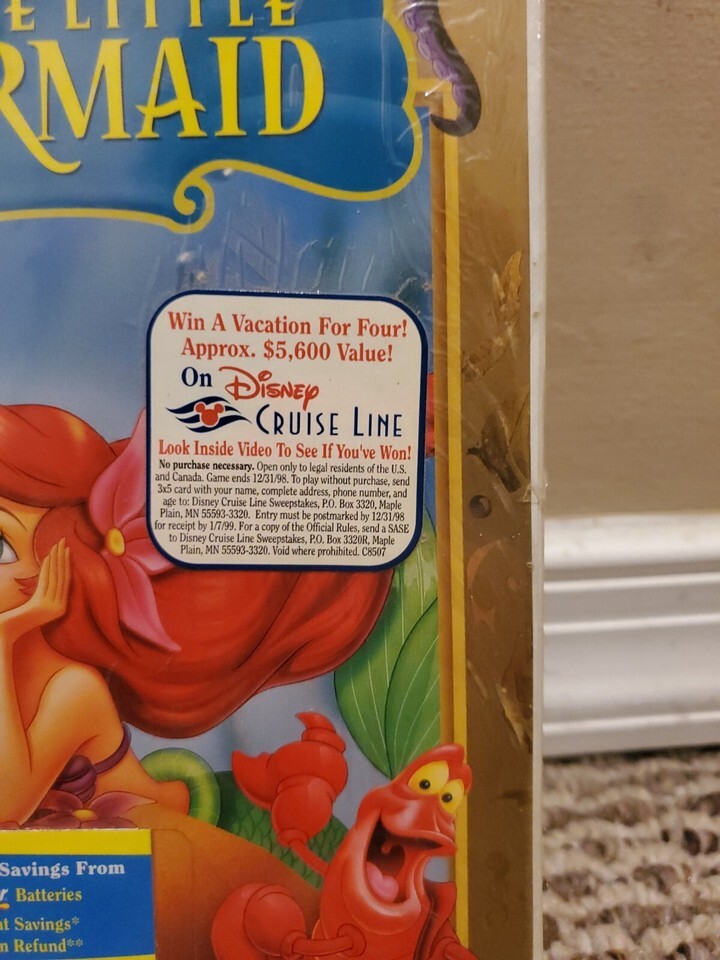 E LITTLE
RMAID
Win A Vacation For Four!
Approx. $5,600 Value!
On Disney
CRUISE LINE
Look Inside Video To See If You've Won!
No purchase necessary. Open only to legal residents of the U.S.
and Canada. Game ends 12/31/98. To play without purchase, send
3x5 card with your name, complete address, phone number, and
age to: Disney Cruise Line Sweepstakes, P.O. Box 3320, Maple
Plain, MN 55593-3320. Entry must be postmarked by 12/31/98
for receipt by 1/7/99. For a copy of the Official Rules, send a SASE
to Disney Cruise Line Sweepstakes, P.O. Box 3320R, Maple
Plain, MN 55593-3320. Void where prohibited. C8507
Savings From
r Batteries
at Savings*
n Refund**